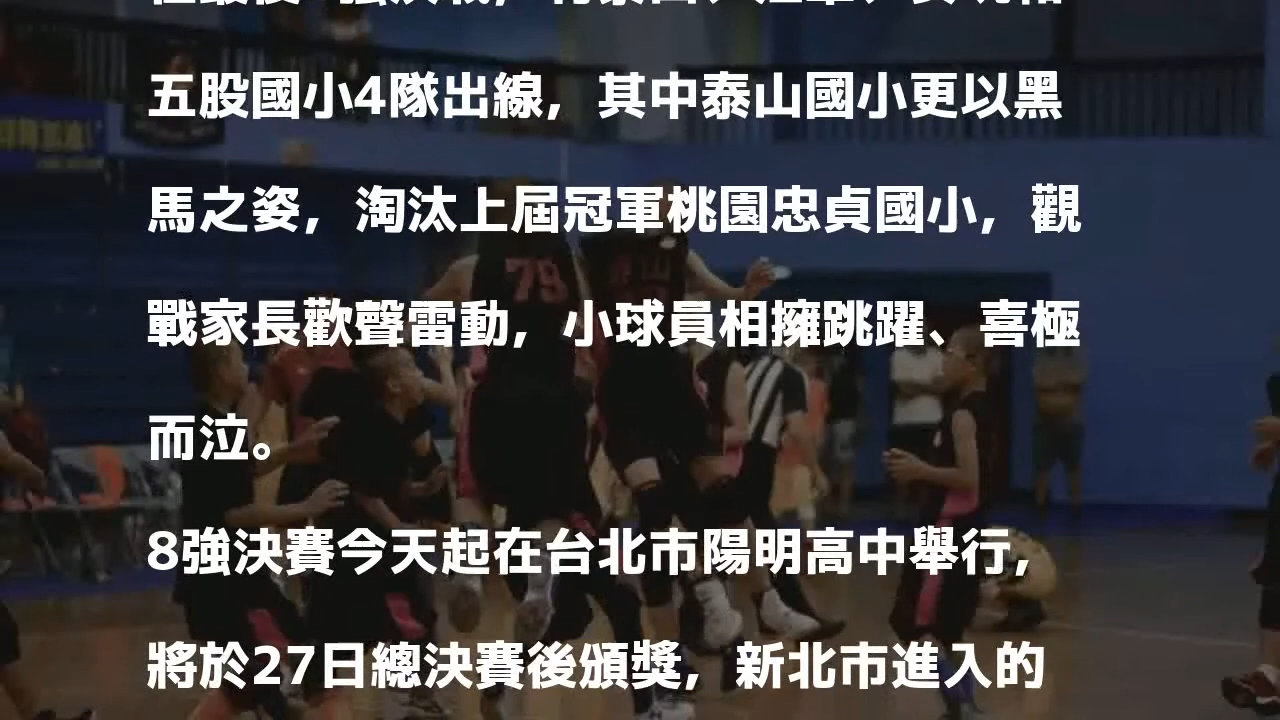 五股國小4隊出線，其中泰山國小更以黑
馬之姿，淘汰上屆冠軍桃園忠貞國小，觀
戰家長歡聲雷動，小球員相擁跳躍、喜極
而泣。
8強決賽今天起在台北市陽明高中舉行，
將於27日總決賽後頒獎，新北市進入的
79